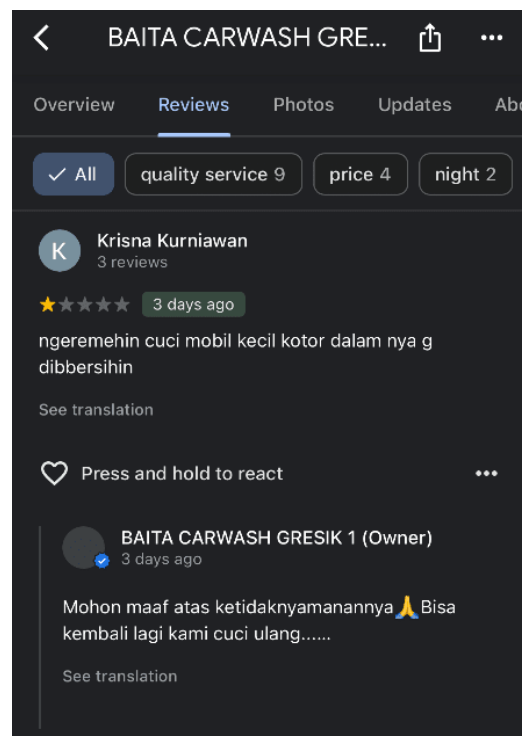 BAITA CARWASH GRE...
Overview Reviews Photos Updates Abo
All quality service 9 price 4 night 2
K Krisna Kurniawan
3 reviews
3 days ago
ngeremehin cuci mobil kecil kotor dalam nya g
dibbersihin
See translation
Press and hold to react
BAITA CARWASH GRESIK 1 (Owner)
3 days ago
Mohon maaf atas ketidaknyamanannya🙏Bisa
kembali lagi kami cuci ulang......
See translation